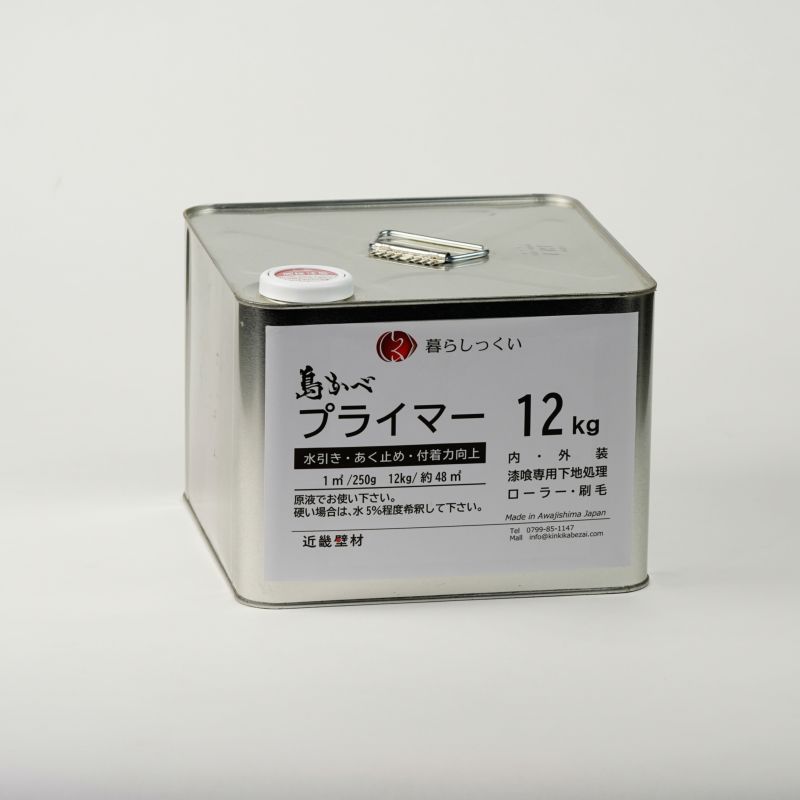 暮らしっくい
島かべ
プライマー 12kg
水引き・あく止め・付着力向上
1㎡/250g 12kg/約48㎡
原液でお使い下さい。
硬い場合は、水5%程度希釈して下さい。
近畿壁材
内・外装
漆喰専用下地処理
ローラー・刷毛
Made in Awajishima Japan
Tel 0799-85-1147
Mail info@kinkikabezai.com